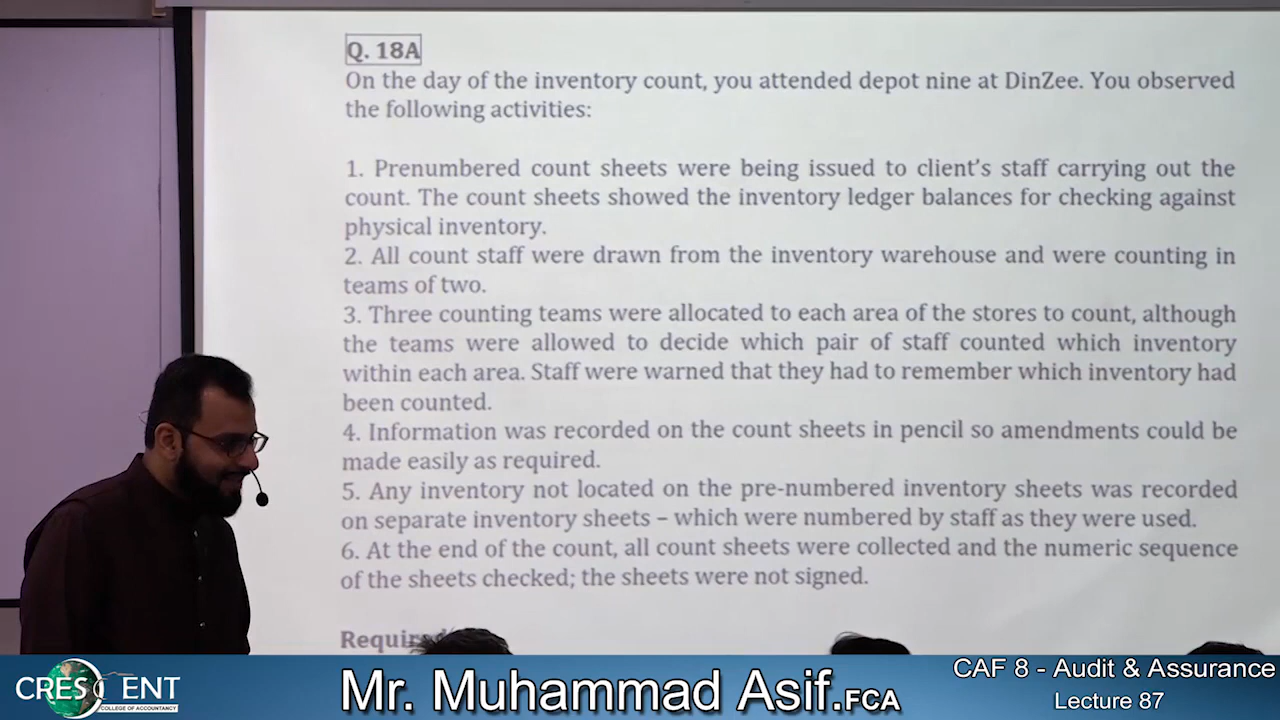 Q. 18A
On the day of the inventory count, you attended depot nine at DinZee. You observed
the following activities:
1. Prenumbered count sheets were being issued to client's staff carrying out the
count. The count sheets showed the inventory ledger balances for checking against
physical inventory.
2. All count staff were drawn from the inventory warehouse and were counting in
teams of two.
3. Three counting teams were allocated to each area of the stores to count, although
the teams were allowed to decide which pair of staff counted which inventory
within each area. Staff were warned that they had to remember which inventory had
been counted.
4. Information was recorded on the count sheets in pencil so amendments could be
made easily as required.
5. Any inventory not located on the pre-numbered inventory sheets was recorded
on separate inventory sheets – which were numbered by staff as they were used.
6. At the end of the count, all count sheets were collected and the numeric sequence
of the sheets checked; the sheets were not signed.
CRESCENT
COLLEGE OF ACCOUNTANCY
Mr. Muhammad Asif.FCA
CAF 8 - Audit & Assurance
Lecture 87